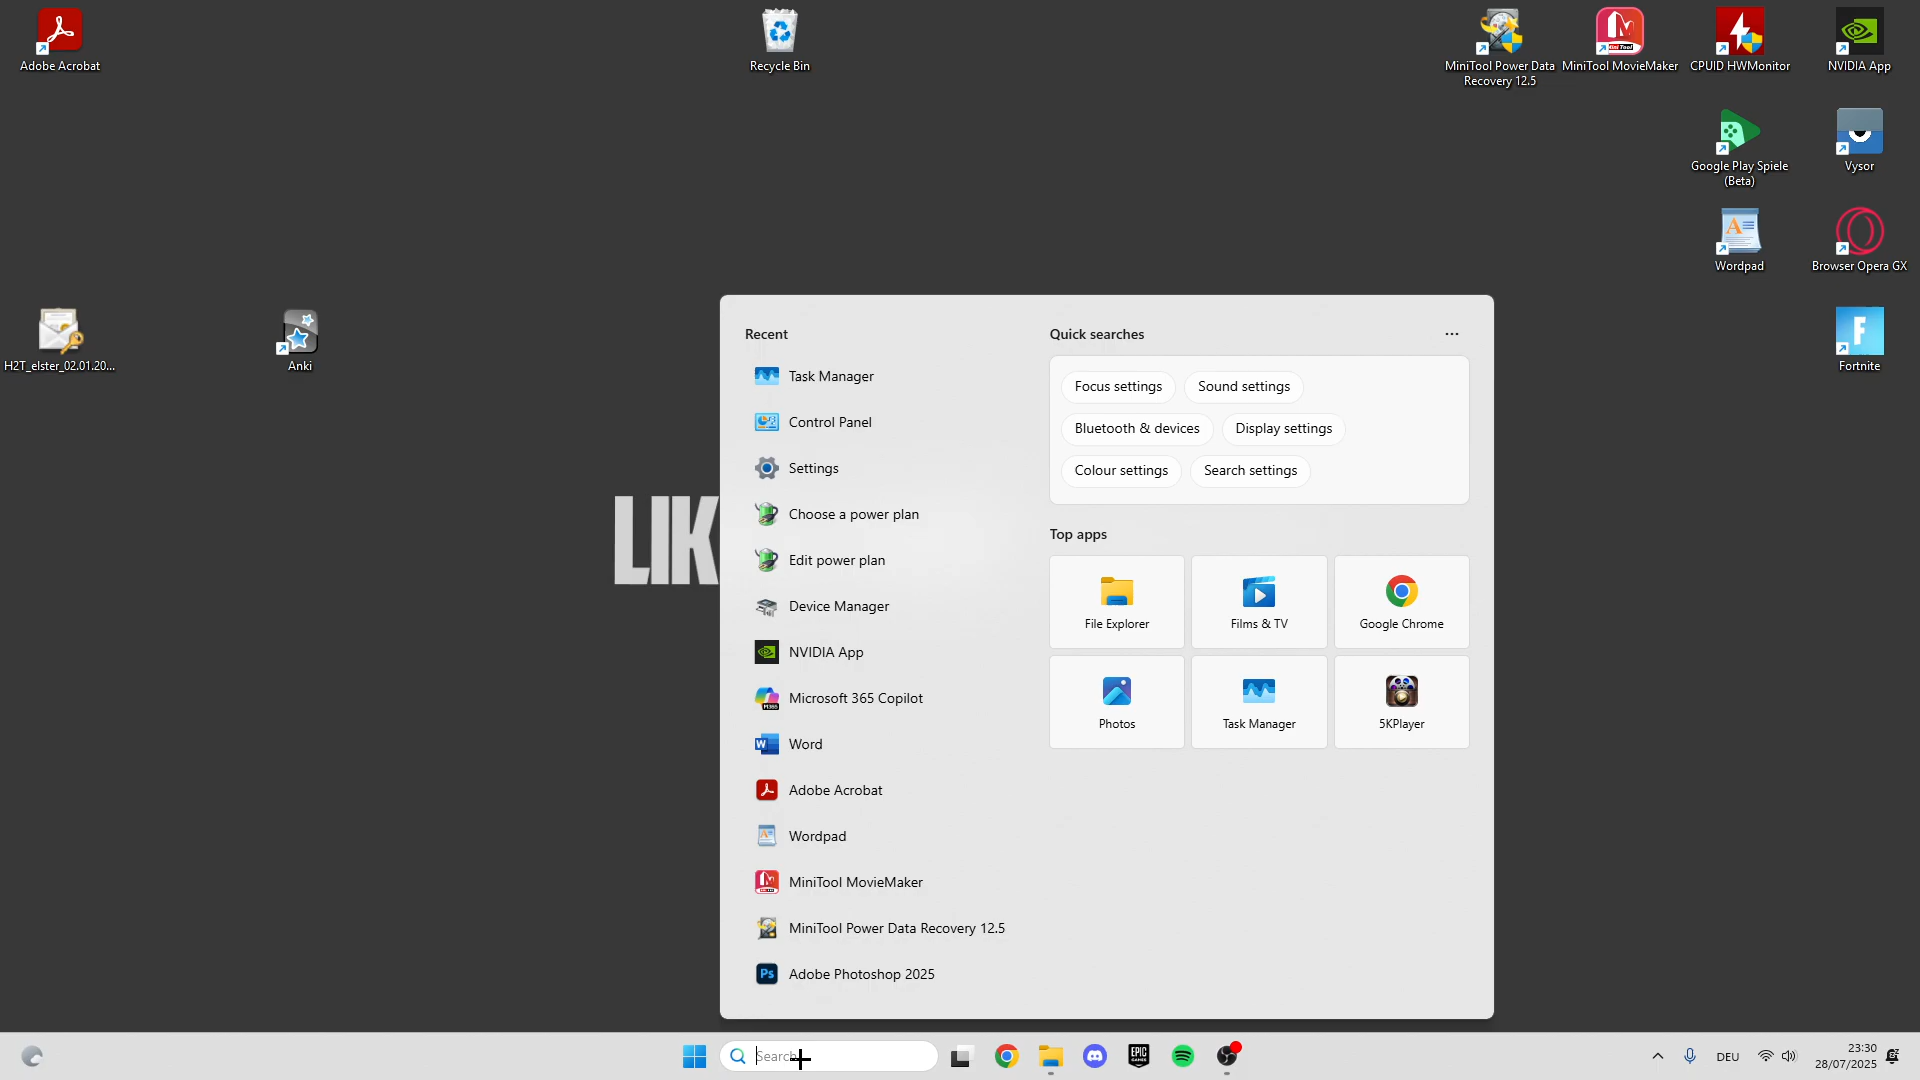 Adobe Acrobat
Recycle Bin
MiniTool Power Data
Recovery 12.5
MiniTool MovieMaker
CPUID HWMonitor
NVIDIA App
Google Play Spiele
(Beta)
Vysor
Wordpad
Browser Opera GX
H2T_elster_02.01.20...
Anki
Fortnite
LIK
Recent
Task Manager
Control Panel
Settings
Choose a power plan
Edit power plan
Device Manager
NVIDIA App
Microsoft 365 Copilot
Word
Adobe Acrobat
Wordpad
MiniTool MovieMaker
MiniTool Power Data Recovery 12.5
Adobe Photoshop 2025
Quick searches
Focus settings
Sound settings
Bluetooth & devices
Display settings
Colour settings
Search settings
Top apps
File Explorer
Films & TV
Google Chrome
Photos
Task Manager
5KPlayer
Search
DEU
23:30
28/07/2025